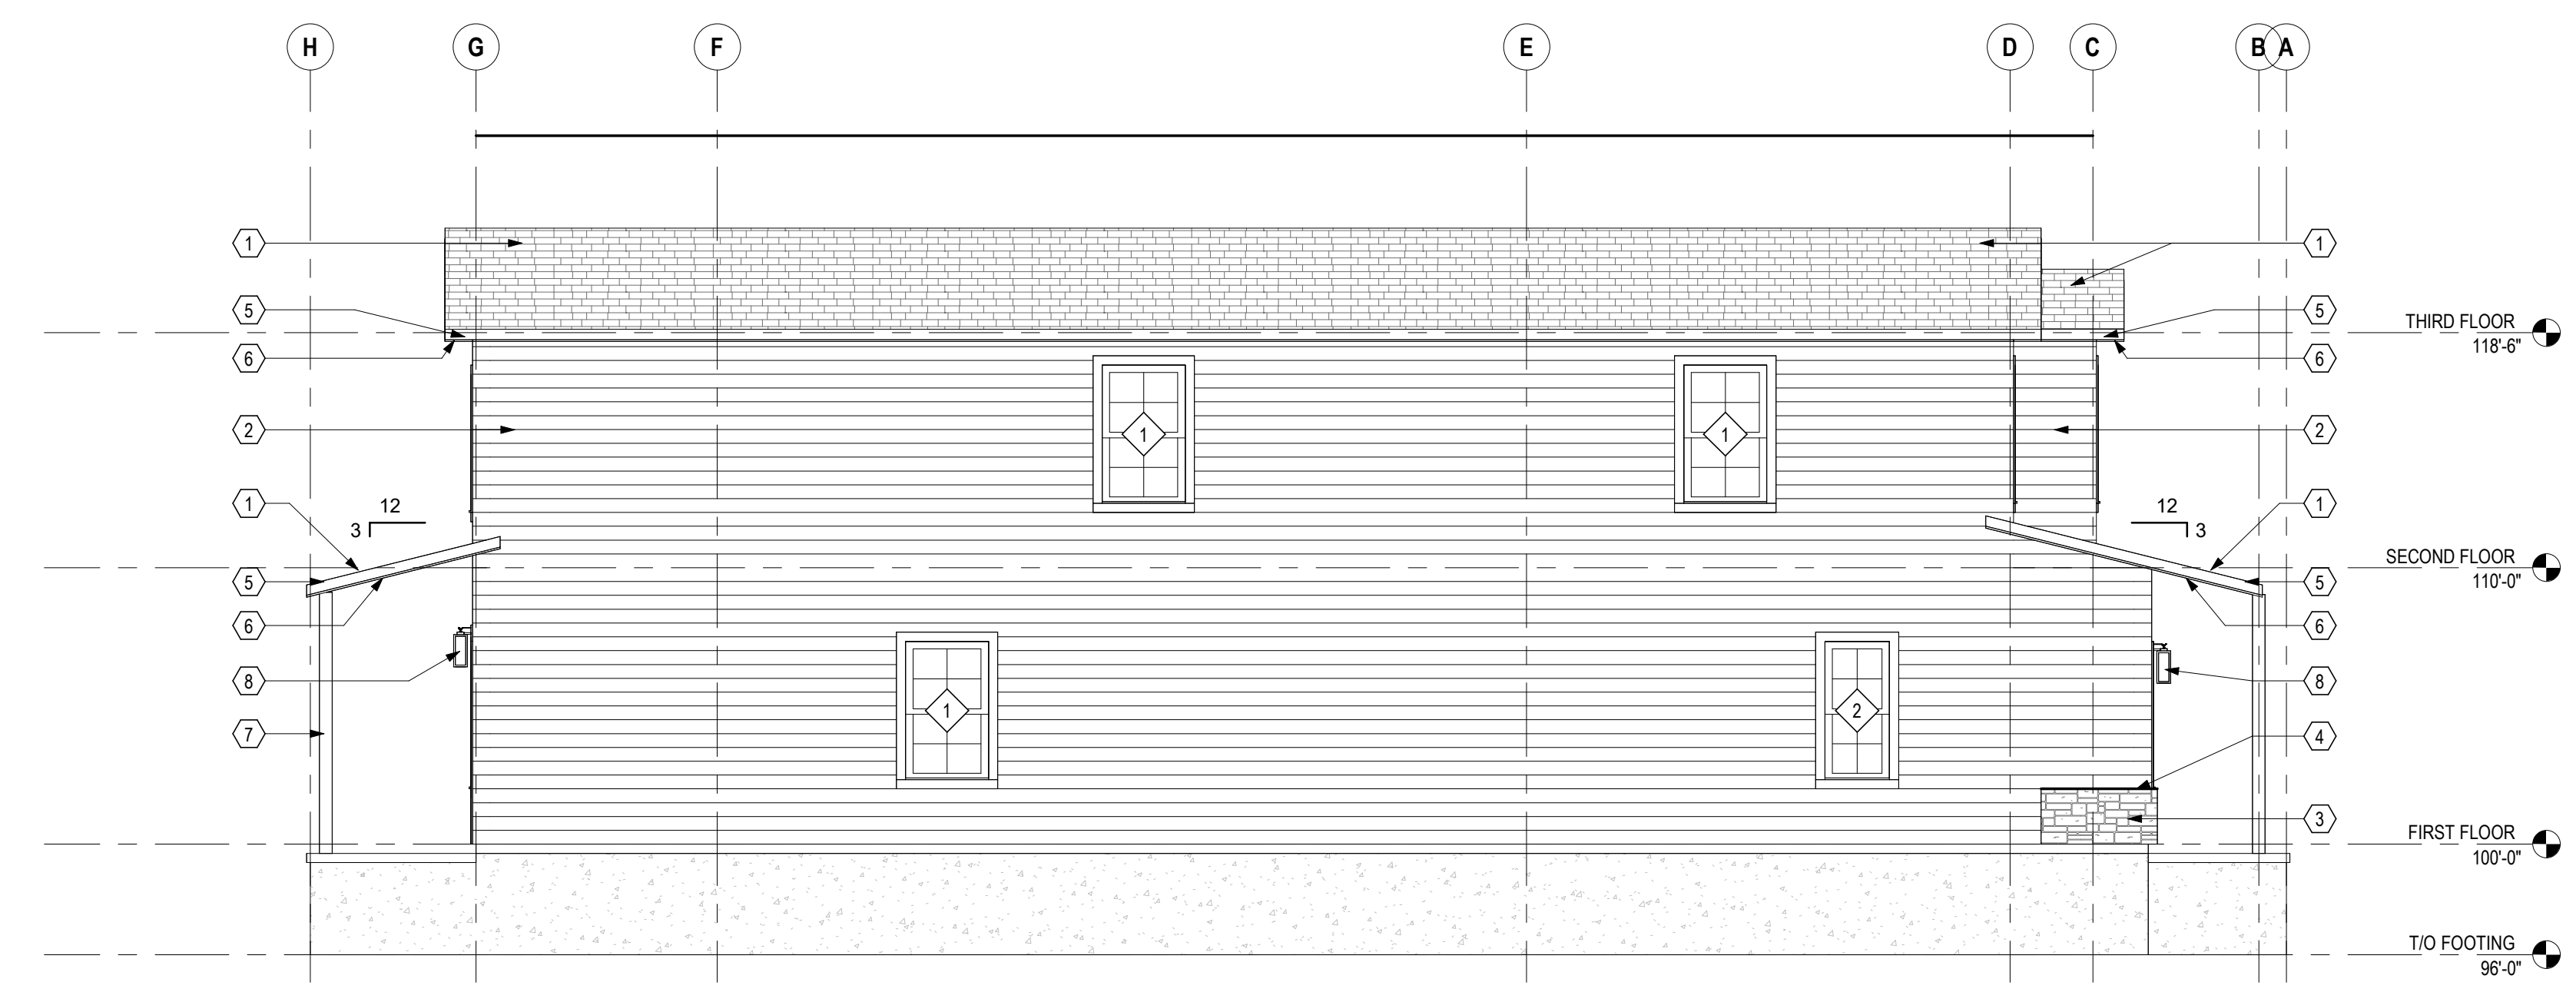 H G F E D C B A
1 1
5 5
THIRD FLOOR
118'-6"
6 6
1 1
2 2
1 12 12 1
3 3
SECOND FLOOR
110'-0"
5 5
6 6
8 8
1 2
7 4
3
FIRST FLOOR
100'-0"
T/O FOOTING
96'-0"